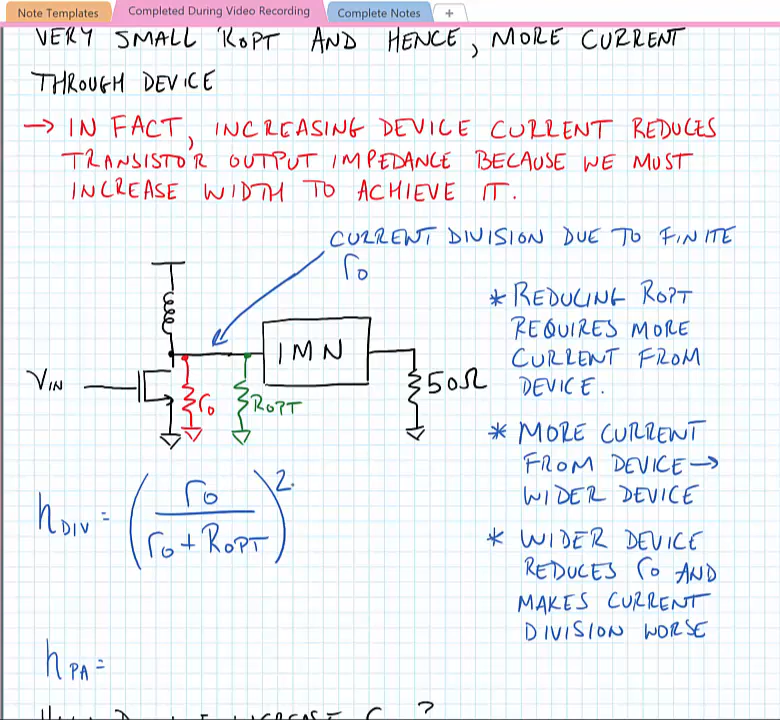 Note Templates
Completed During Video Recording
Complete Notes
+
VERY SMALL ROPT AND HENCE, MORE CURRENT
THROUGH DEVICE
→ IN FACT, INCREASING DEVICE CURRENT REDUCES
TRANSISTOR OUTPUT IMPEDANCE BECAUSE WE MUST
INCREASE WIDTH TO ACHIEVE IT.
CURRENT DIVISION DUE TO FINITE
ro
* REDUCING ROPT
REQUIRES MORE
CURRENT FROM
DEVICE.
IMN
VIN
ro
ROPT
50Ω
* MORE CURRENT
FROM DEVICE →
WIDER DEVICE
hDIV = (ro / (ro + ROPT))^2.
* WIDER DEVICE
REDUCES ro AND
MAKES CURRENT
DIVISION WORSE
hPA =